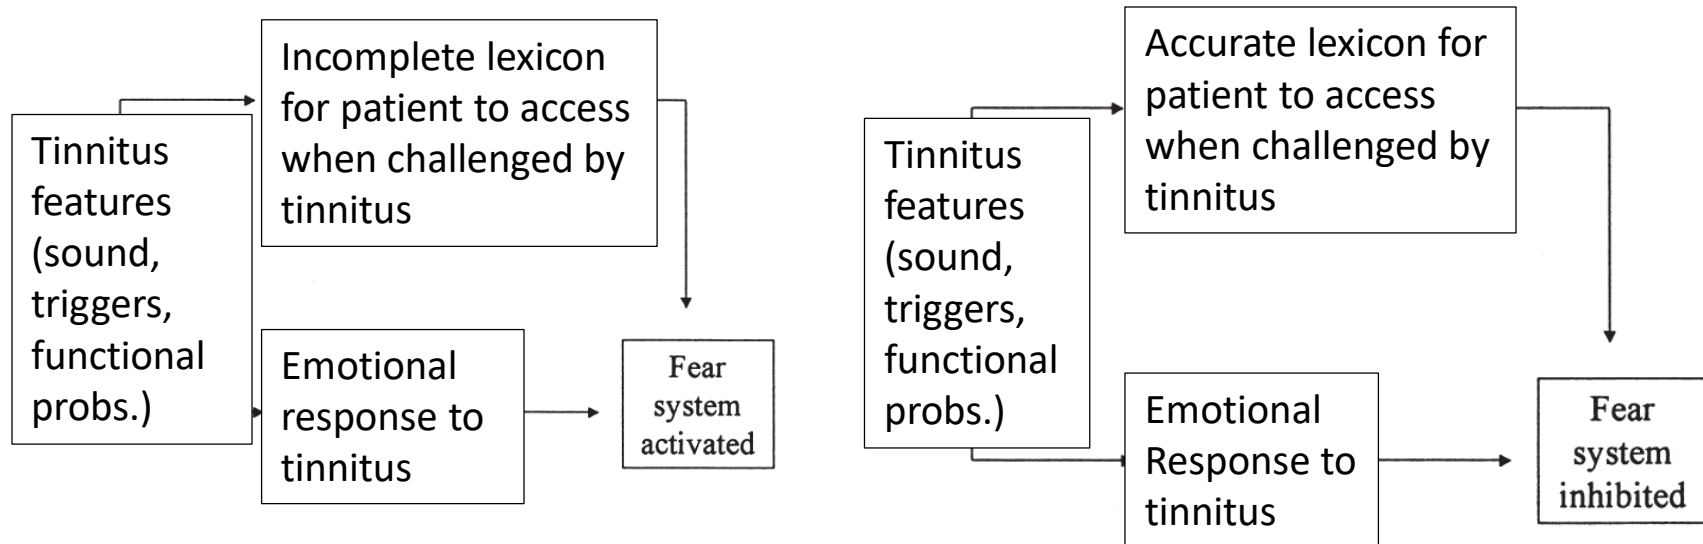 Tinnitus
features
(sound,
triggers,
functional
probs.)
Incomplete lexicon
for patient to access
when challenged by
tinnitus
Emotional
response to
tinnitus
Fear
system
activated
Tinnitus
features
(sound,
triggers,
functional
probs.)
Accurate lexicon for
patient to access
when challenged by
tinnitus
Emotional
Response to
tinnitus
Fear
system
inhibited